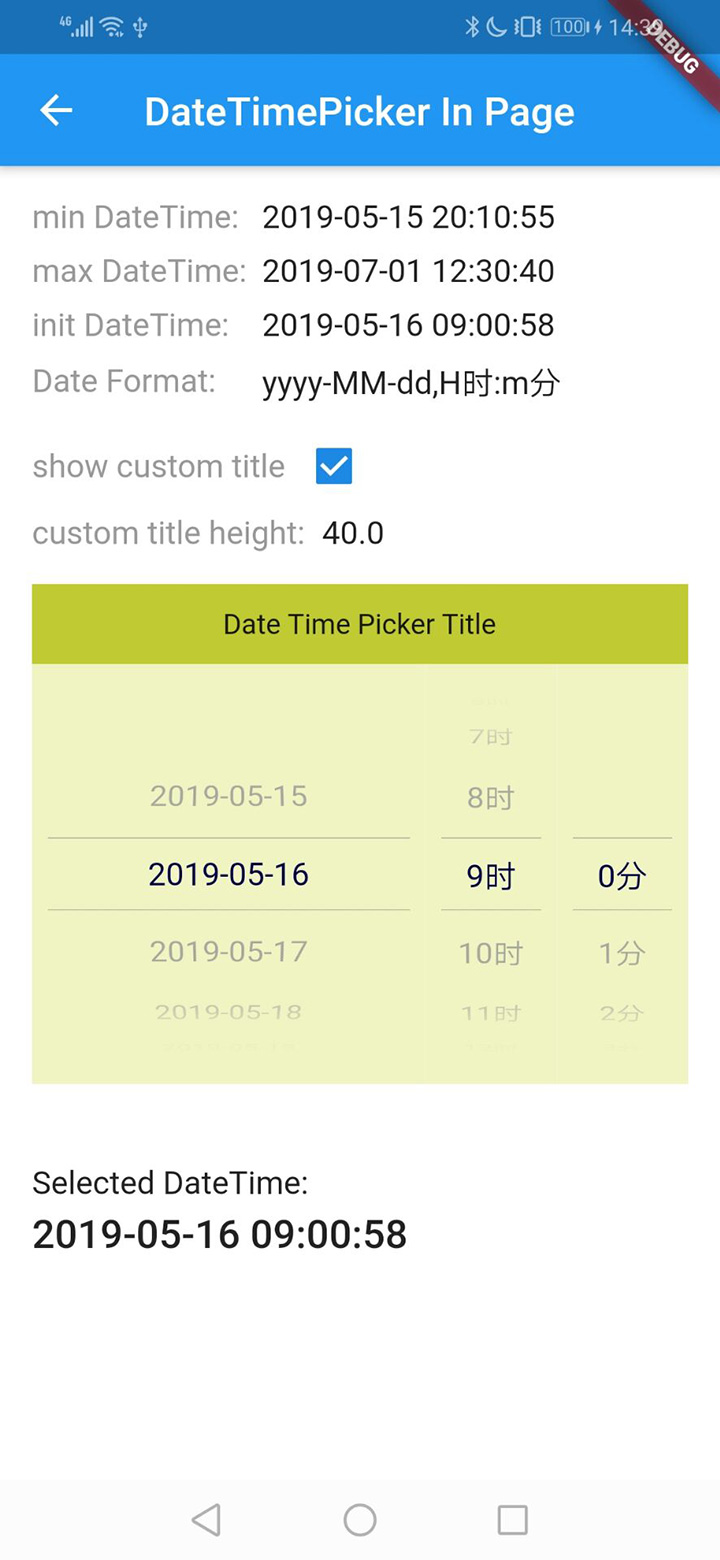 4G 100 14:39
DEBUG
DateTimePicker In Page
min DateTime: 2019-05-15 20:10:55
max DateTime: 2019-07-01 12:30:40
init DateTime: 2019-05-16 09:00:58
Date Format: yyyy-MM-dd,H时:m分
show custom title
custom title height: 40.0
Date Time Picker Title
7时
2019-05-15 8时
2019-05-16 9时 0分
2019-05-17 10时 1分
2019-05-18 11时 2分
Selected DateTime:
2019-05-16 09:00:58